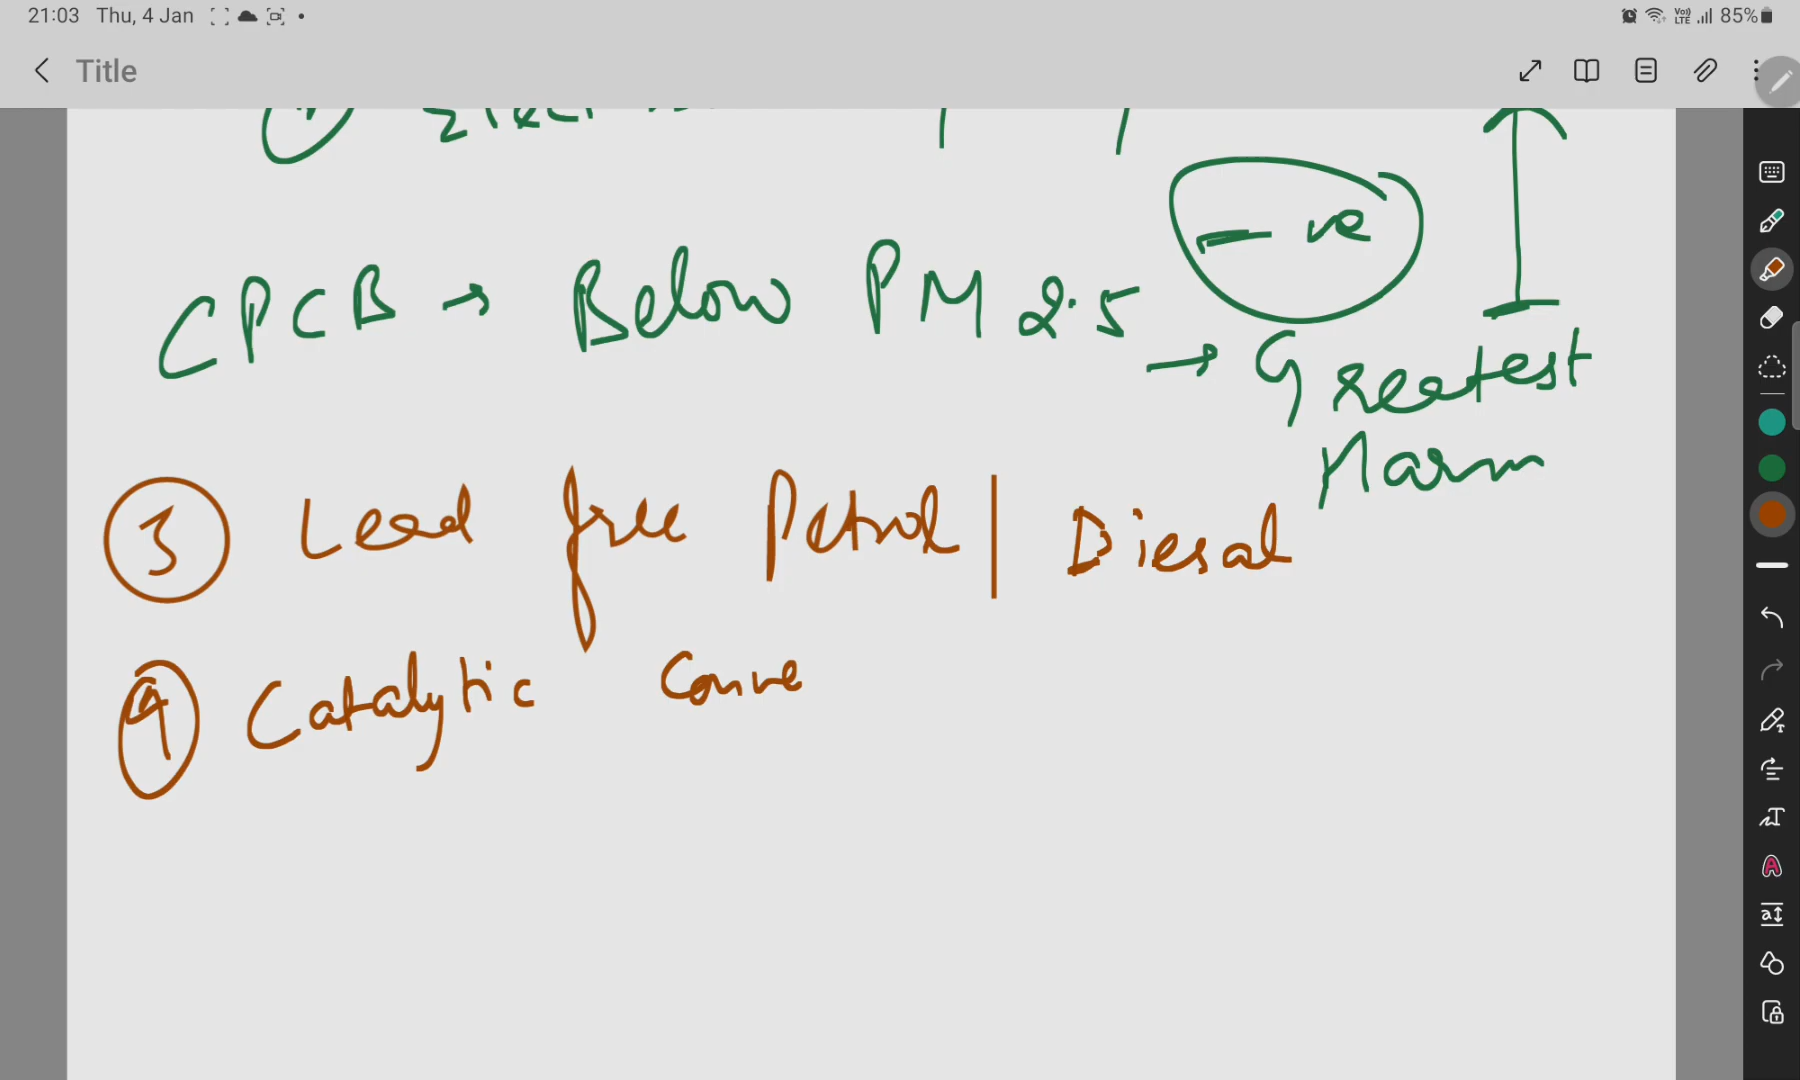 21:03 Thu, 4 Jan
VoLTE 85%
Title
- ve
CPCB → Below PM 2.5
→ Greatest
Harm
3 Lead free Petrol | Diesal
4 Catalytic Conve